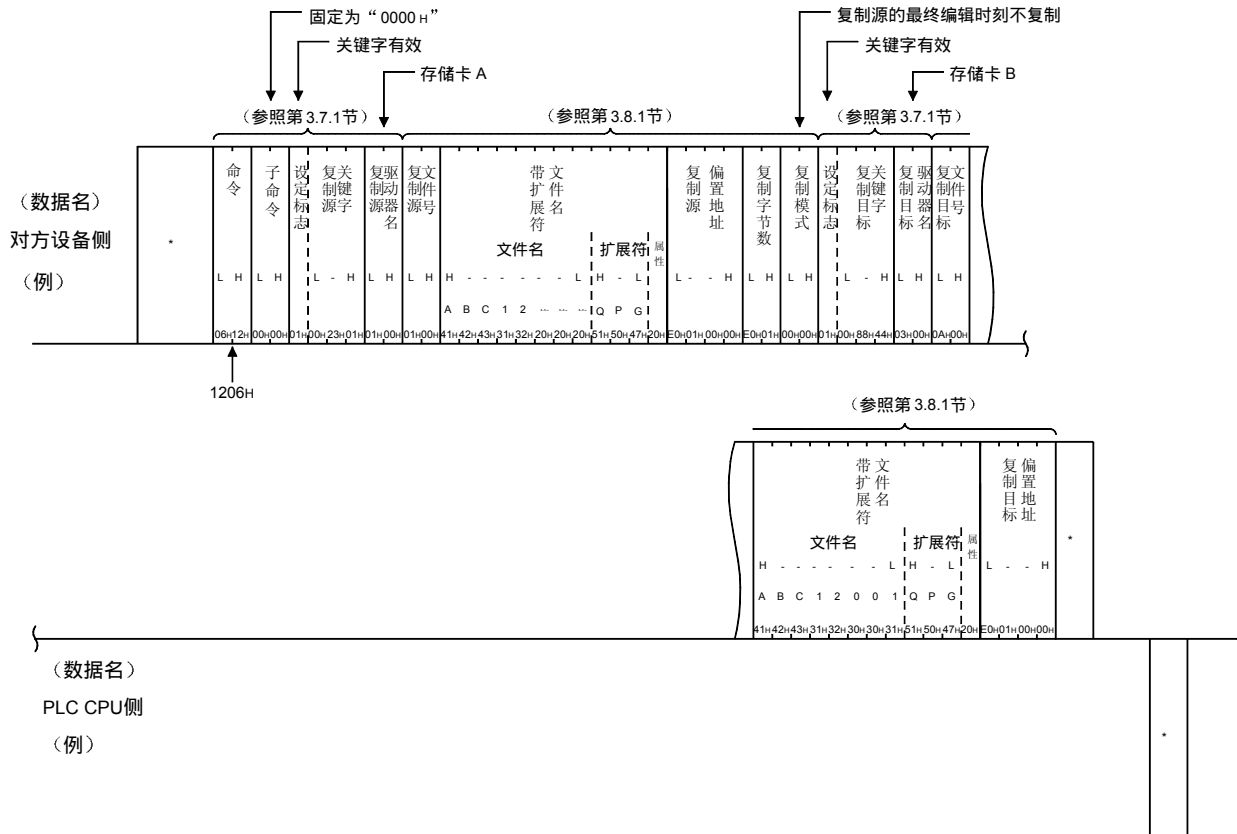 固定为“0000H”
复制源的最终编辑时刻不复制
关键字有效
关键字有效
存储卡 A
存储卡 B
（参照第 3.7.1节）
（参照第 3.8.1节）
（参照第 3.7.1节）
（数据名）
对方设备侧
（例）
*
命令
子命令
设定标志
复制源
关键字
复制源
驱动器名
复制源
文件号
带扩展符
文件名
复制源
偏置地址
复制字节数
复制模式
设定标志
复制目标
关键字
复制目标
驱动器名
复制目标
文件号
文件名
扩展符
属性
L H L H L - H L H L H H - - - - - - L H - L L - - H L H L H L - H L H L H
A B C 1 2 ... ... ... Q P G
06H 12H 00H 00H 01H 00H 23H 01H 01H 00H 01H 00H 41H 42H 43H 31H 32H 20H 20H 20H 51H 50H 47H 20H E0H 01H 00H 00H E0H 01H 00H 00H 01H 00H 88H 44H 03H 00H 0AH 00H
1206H
（参照第 3.8.1节）
带扩展符
文件名
复制目标
偏置地址
文件名
扩展符
属性
*
H - - - - - - L H - L L - - H
A B C 1 2 0 0 1 Q P G
41H 42H 43H 31H 32H 30H 30H 31H 51H 50H 47H 20H E0H 01H 00H 00H
（数据名）
PLC CPU侧
（例）
*